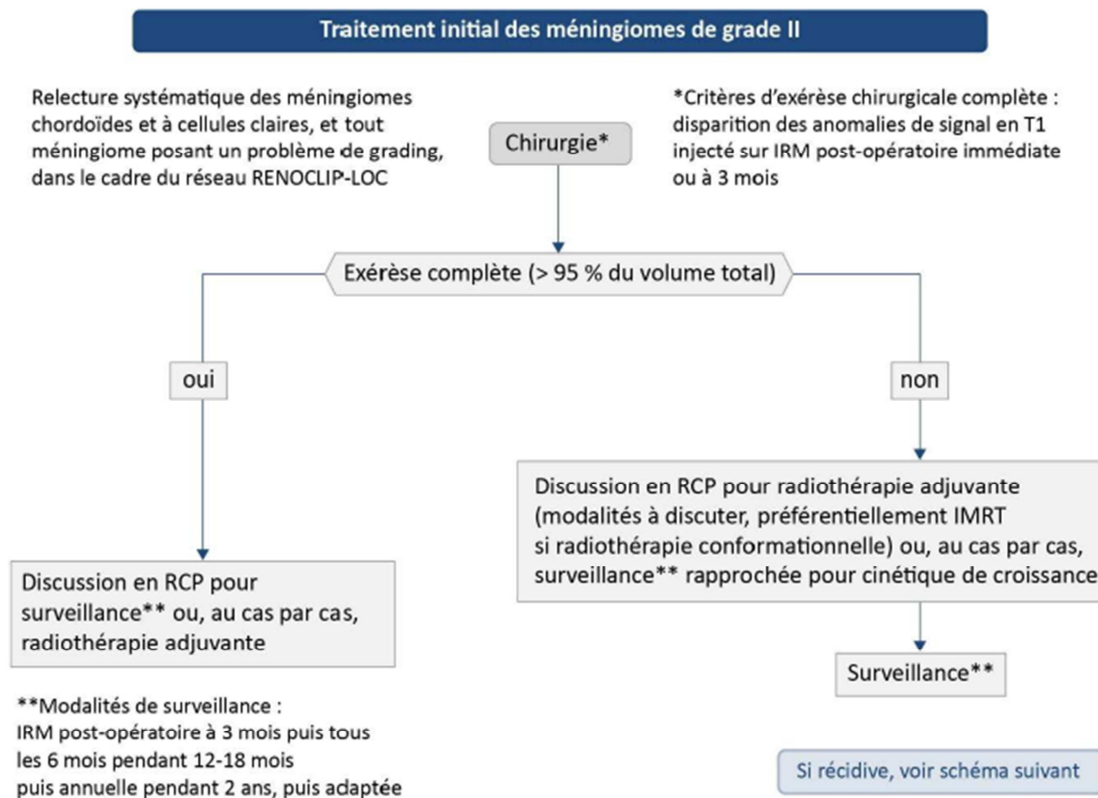 Traitement initial des méningiomes de grade II
Relecture systématique des méningiomes
chordoïdes et à cellules claires, et tout
méningiome posant un problème de grading,
dans le cadre du réseau RENOCLIP-LOC
Chirurgie*
*Critères d'exérèse chirurgicale complète :
disparition des anomalies de signal en T1
injecté sur IRM post-opératoire immédiate
ou à 3 mois
Exérèse complète (> 95 % du volume total)
oui
non
Discussion en RCP pour
surveillance** ou, au cas par cas,
radiothérapie adjuvante
Discussion en RCP pour radiothérapie adjuvante
(modalités à discuter, préférentiellement IMRT
si radiothérapie conformationnelle) ou, au cas par cas,
surveillance** rapprochée pour cinétique de croissance
Surveillance**
**Modalités de surveillance :
IRM post-opératoire à 3 mois puis tous
les 6 mois pendant 12-18 mois
puis annuelle pendant 2 ans, puis adaptée
Si récidive, voir schéma suivant